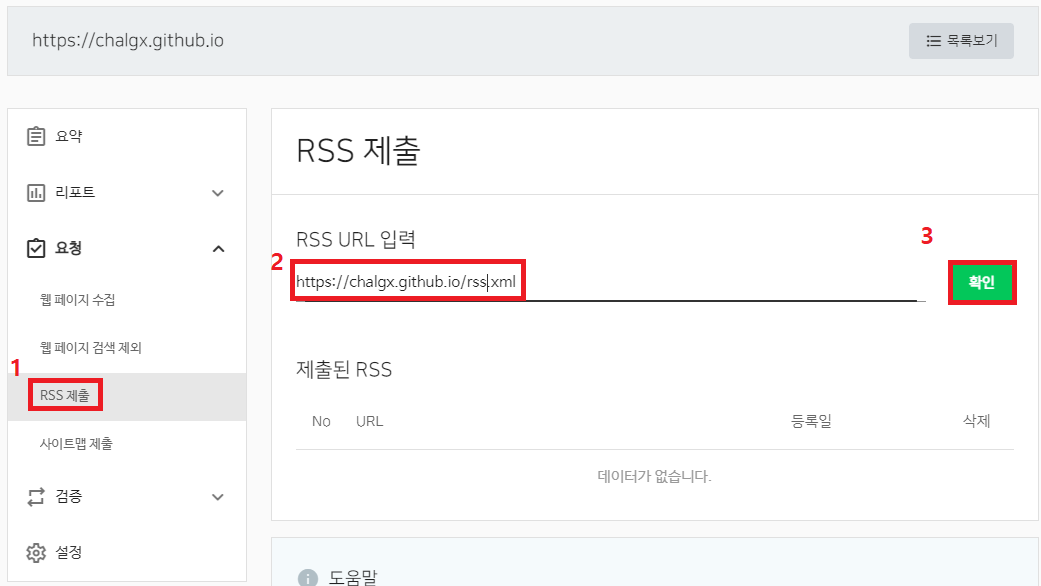 https://chalgx.github.io
목록보기
요약
리포트
요청
웹 페이지 수집
웹 페이지 검색 제외
1
RSS 제출
사이트맵 제출
검증
설정
RSS 제출
RSS URL 입력
2
https://chalgx.github.io/rss.xml
3
확인
제출된 RSS
No URL 등록일 삭제
데이터가 없습니다.
도움말